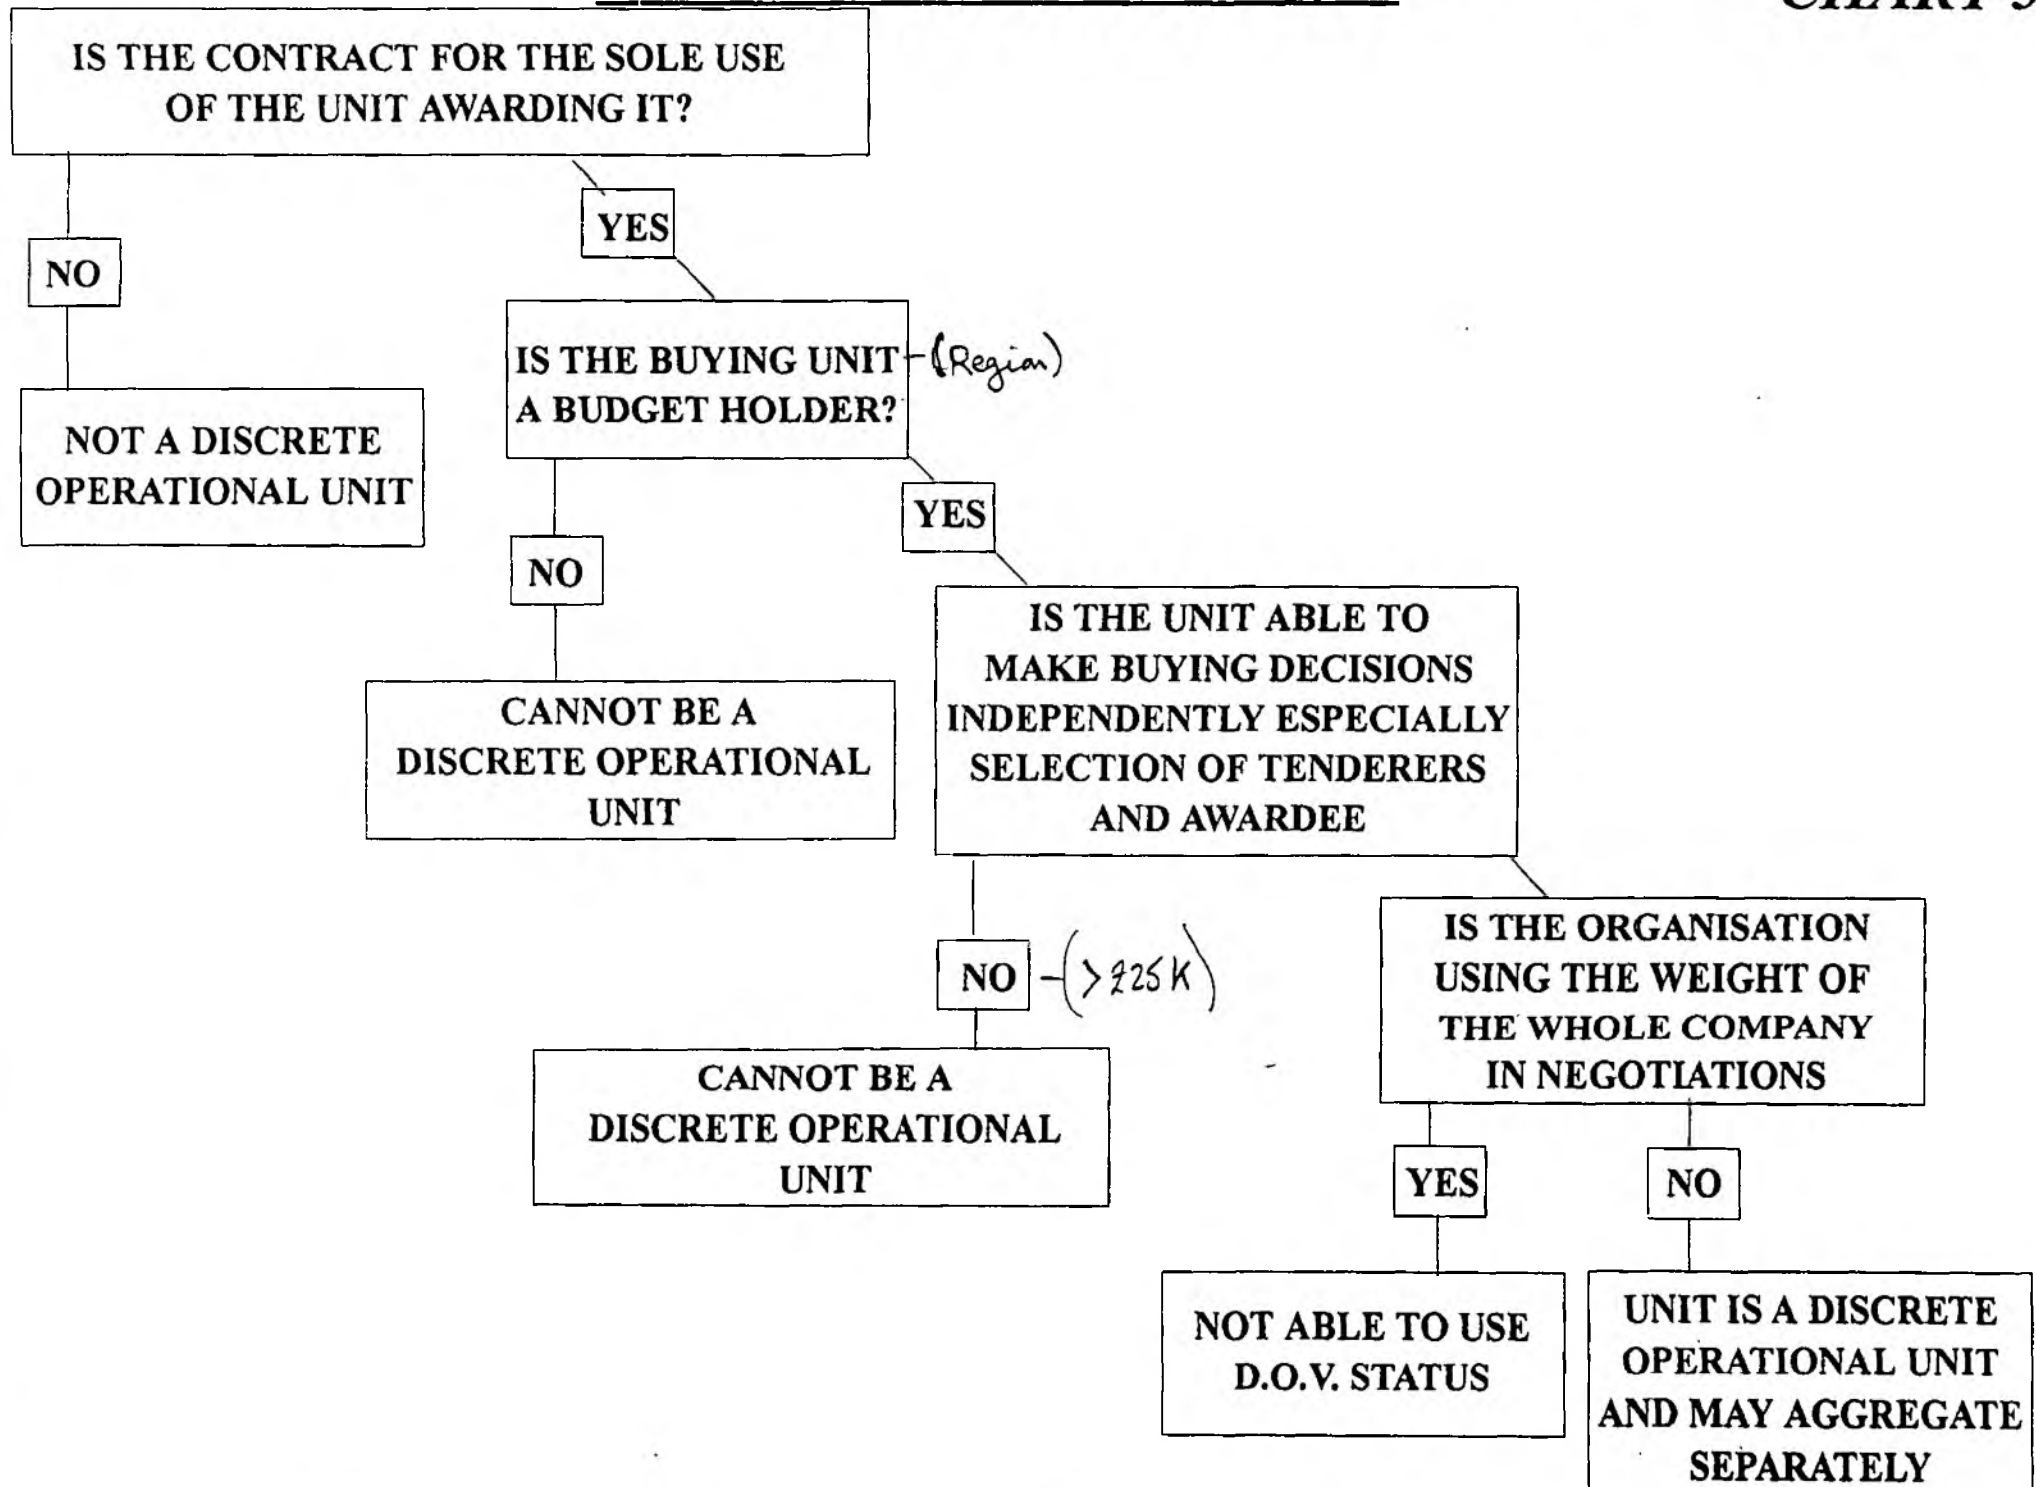 CHART 3
IS THE CONTRACT FOR THE SOLE USE
OF THE UNIT AWARDING IT?
NO
YES
NOT A DISCRETE
OPERATIONAL UNIT
IS THE BUYING UNIT -(Region)
A BUDGET HOLDER?
NO
YES
CANNOT BE A
DISCRETE OPERATIONAL
UNIT
IS THE UNIT ABLE TO
MAKE BUYING DECISIONS
INDEPENDENTLY ESPECIALLY
SELECTION OF TENDERERS
AND AWARDEE
NO -(>£25K)
CANNOT BE A
DISCRETE OPERATIONAL
UNIT
IS THE ORGANISATION
USING THE WEIGHT OF
THE WHOLE COMPANY
IN NEGOTIATIONS
YES
NO
NOT ABLE TO USE
D.O.V. STATUS
UNIT IS A DISCRETE
OPERATIONAL UNIT
AND MAY AGGREGATE
SEPARATELY